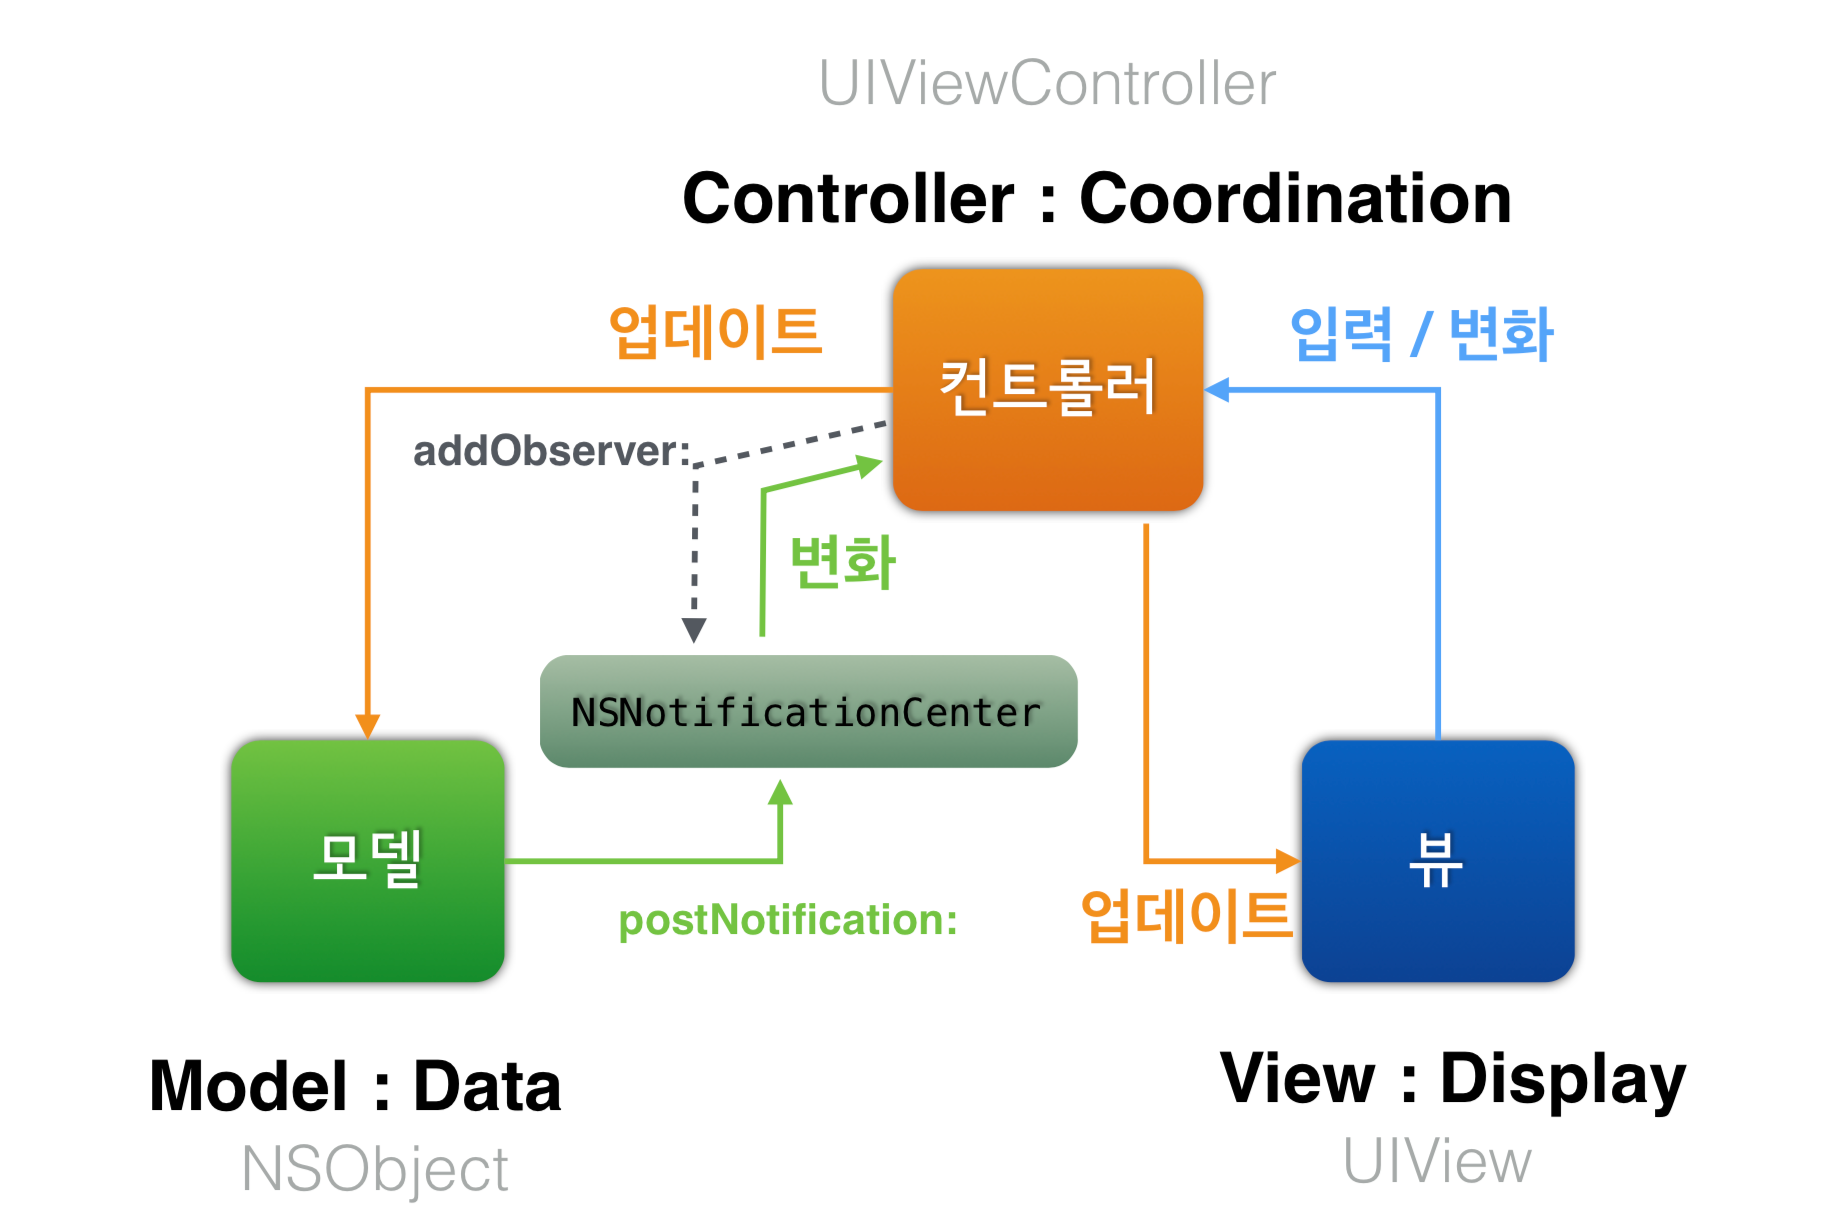 UIViewController
Controller : Coordination
업데이트
입력 / 변화
컨트롤러
addObserver:
변화
NSNotificationCenter
모델
뷰
postNotification:
업데이트
Model : Data
View : Display
NSObject
UIView